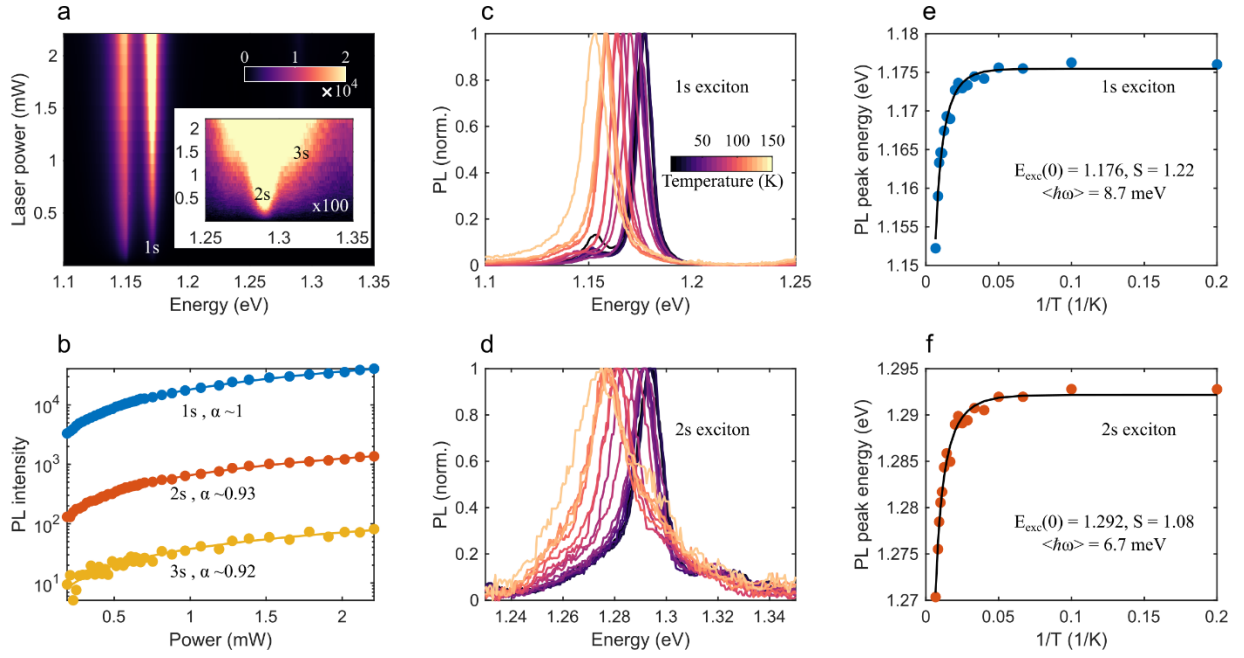 a
2
1.5
1
0.5
Laser power (mW)
0 1 2
×10⁴
2
1.5
1
0.5
3s
2s
x100
1.25 1.3 1.35
1s
1.1 1.15 1.2 1.25 1.3 1.35
Energy (eV)
b
10⁴
10³
10²
10¹
PL intensity
1s , α ~1
2s , α ~0.93
3s , α ~0.92
0.5 1 1.5 2
Power (mW)
c
1
0.8
0.6
0.4
0.2
0
PL (norm.)
1s exciton
50 100 150
Temperature (K)
1.1 1.15 1.2 1.25
Energy (eV)
d
1
0.8
0.6
0.4
0.2
0
PL (norm.)
2s exciton
1.24 1.26 1.28 1.3 1.32 1.34
Energy (eV)
e
1.18
1.175
1.17
1.165
1.16
1.155
1.15
PL peak energy (eV)
1s exciton
E_exc(0) = 1.176, S = 1.22
<ħω> = 8.7 meV
0 0.05 0.1 0.15 0.2
1/T (1/K)
f
1.295
1.29
1.285
1.28
1.275
1.27
PL peak energy (eV)
2s exciton
E_exc(0) = 1.292, S = 1.08
<ħω> = 6.7 meV
0 0.05 0.1 0.15 0.2
1/T (1/K)